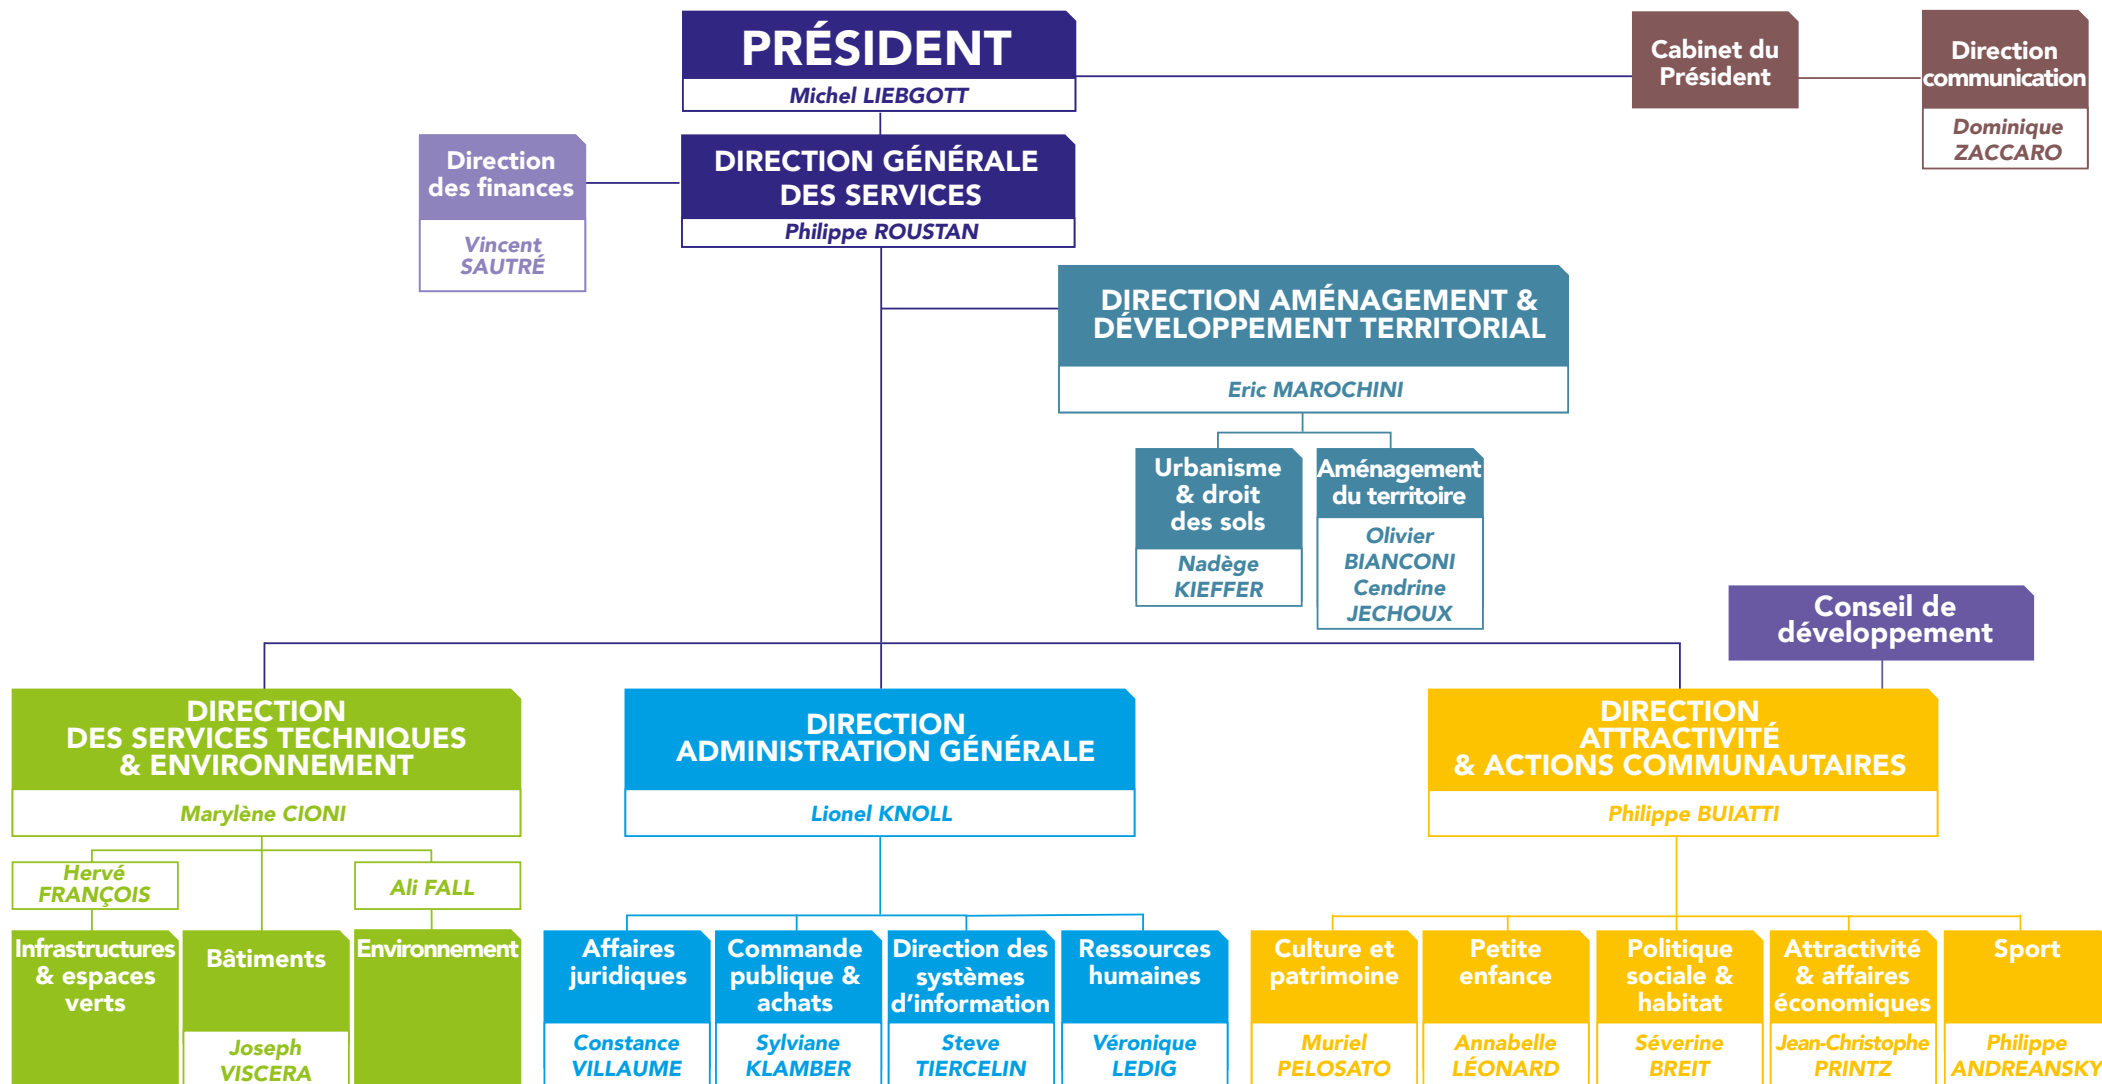 PRÉSIDENT
Michel LIEBGOTT
Cabinet du
Président
Direction
communication
Dominique
ZACCARO
Direction
des finances
Vincent
SAUTRÉ
DIRECTION GÉNÉRALE
DES SERVICES
Philippe ROUSTAN
DIRECTION AMÉNAGEMENT &
DÉVELOPPEMENT TERRITORIAL
Eric MAROCHINI
Urbanisme
& droit
des sols
Nadège
KIEFFER
Aménagement
du territoire
Olivier
BIANCONI
Cendrine
JECHOUX
Conseil de
développement
DIRECTION
DES SERVICES TECHNIQUES
& ENVIRONNEMENT
Marylène CIONI
Hervé
FRANÇOIS
Ali FALL
Infrastructures
& espaces
verts
Bâtiments
Joseph
VISCERA
Environnement
DIRECTION
ADMINISTRATION GÉNÉRALE
Lionel KNOLL
Affaires
juridiques
Constance
VILLAUME
Commande
publique &
achats
Sylviane
KLAMBER
Direction des
systèmes
d’information
Steve
TIERCELIN
Ressources
humaines
Véronique
LEDIG
DIRECTION
ATTRACTIVITÉ
& ACTIONS COMMUNAUTAIRES
Philippe BUIATTI
Culture et
patrimoine
Muriel
PELOSATO
Petite
enfance
Annabelle
LÉONARD
Politique
sociale &
habitat
Séverine
BREIT
Attractivité
& affaires
économiques
Jean-Christophe
PRINTZ
Sport
Philippe
ANDREANSKY